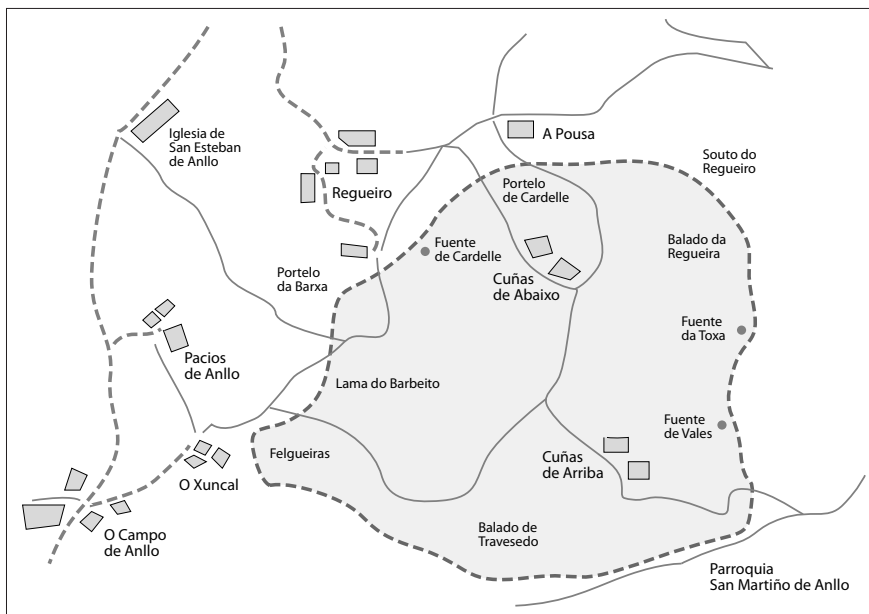 Iglesia de
San Esteban
de Anllo
A Pousa
Souto do
Regueiro
Regueiro
Portelo
de Cardelle
Fuente
de Cardelle
Balado da
Regueira
Portelo
da Barxa
Cuñas
de Abaixo
Fuente
da Toxa
Pacios
de Anllo
Lama do Barbeito
Fuente
de Vales
Felgueiras
Cuñas
de Arriba
O Xuncal
O Campo
de Anllo
Balado de
Travesedo
Parroquia
San Martiño de Anllo